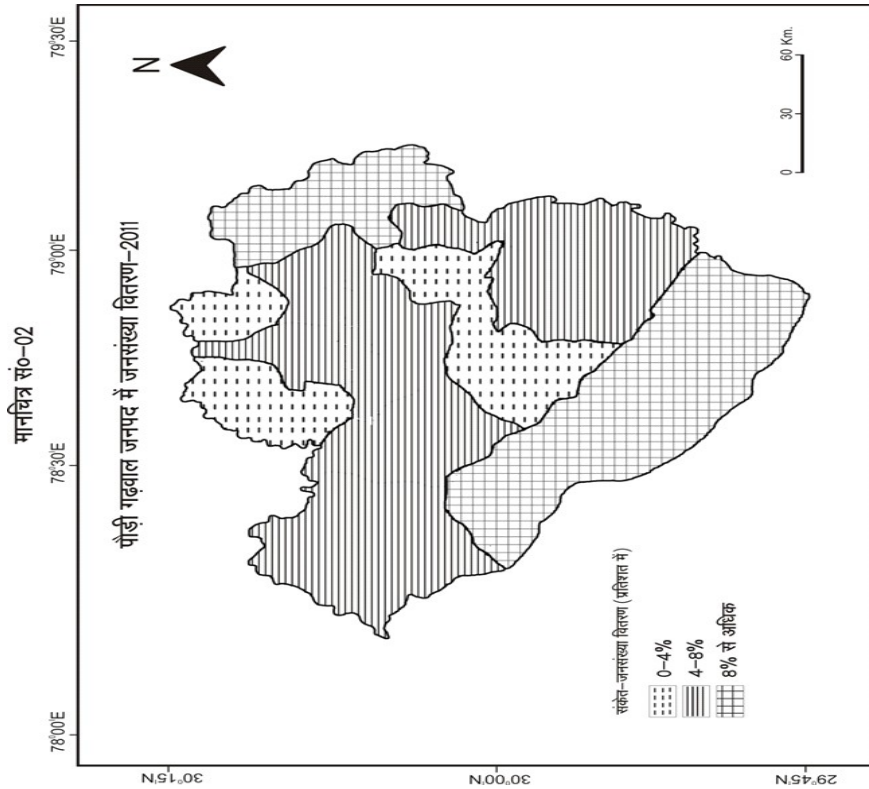 मानचित्र सं०–02
पौड़ी गढ़वाल जनपद में जनसंख्या वितरण–2011
78°00'E
78°30'E
79°00'E
79°30'E
N
30°15'N
30°00'N
29°45'N
0 30 60 Km.
संकेत–जनसंख्या वितरण (प्रतिशत में)
0–4%
4–8%
8% से अधिक